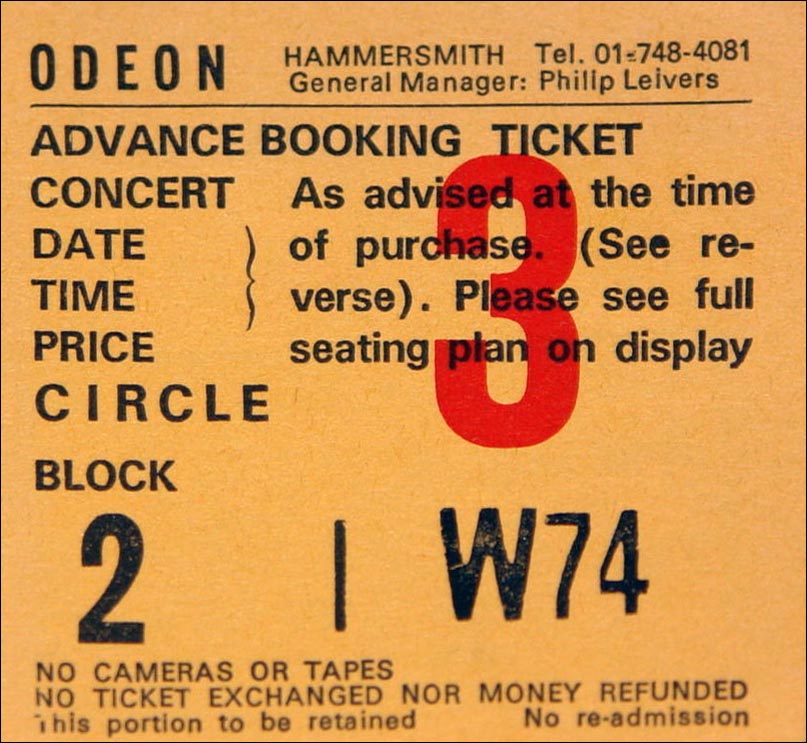 ODEON HAMMERSMITH Tel. 01-748-4081
General Manager: Philip Leivers
ADVANCE BOOKING TICKET
CONCERT As advised at the time
DATE } of purchase. (See re-
TIME verse). Please see full
PRICE seating plan on display
3
CIRCLE
BLOCK
2 | W74
NO CAMERAS OR TAPES
NO TICKET EXCHANGED NOR MONEY REFUNDED
This portion to be retained No re-admission